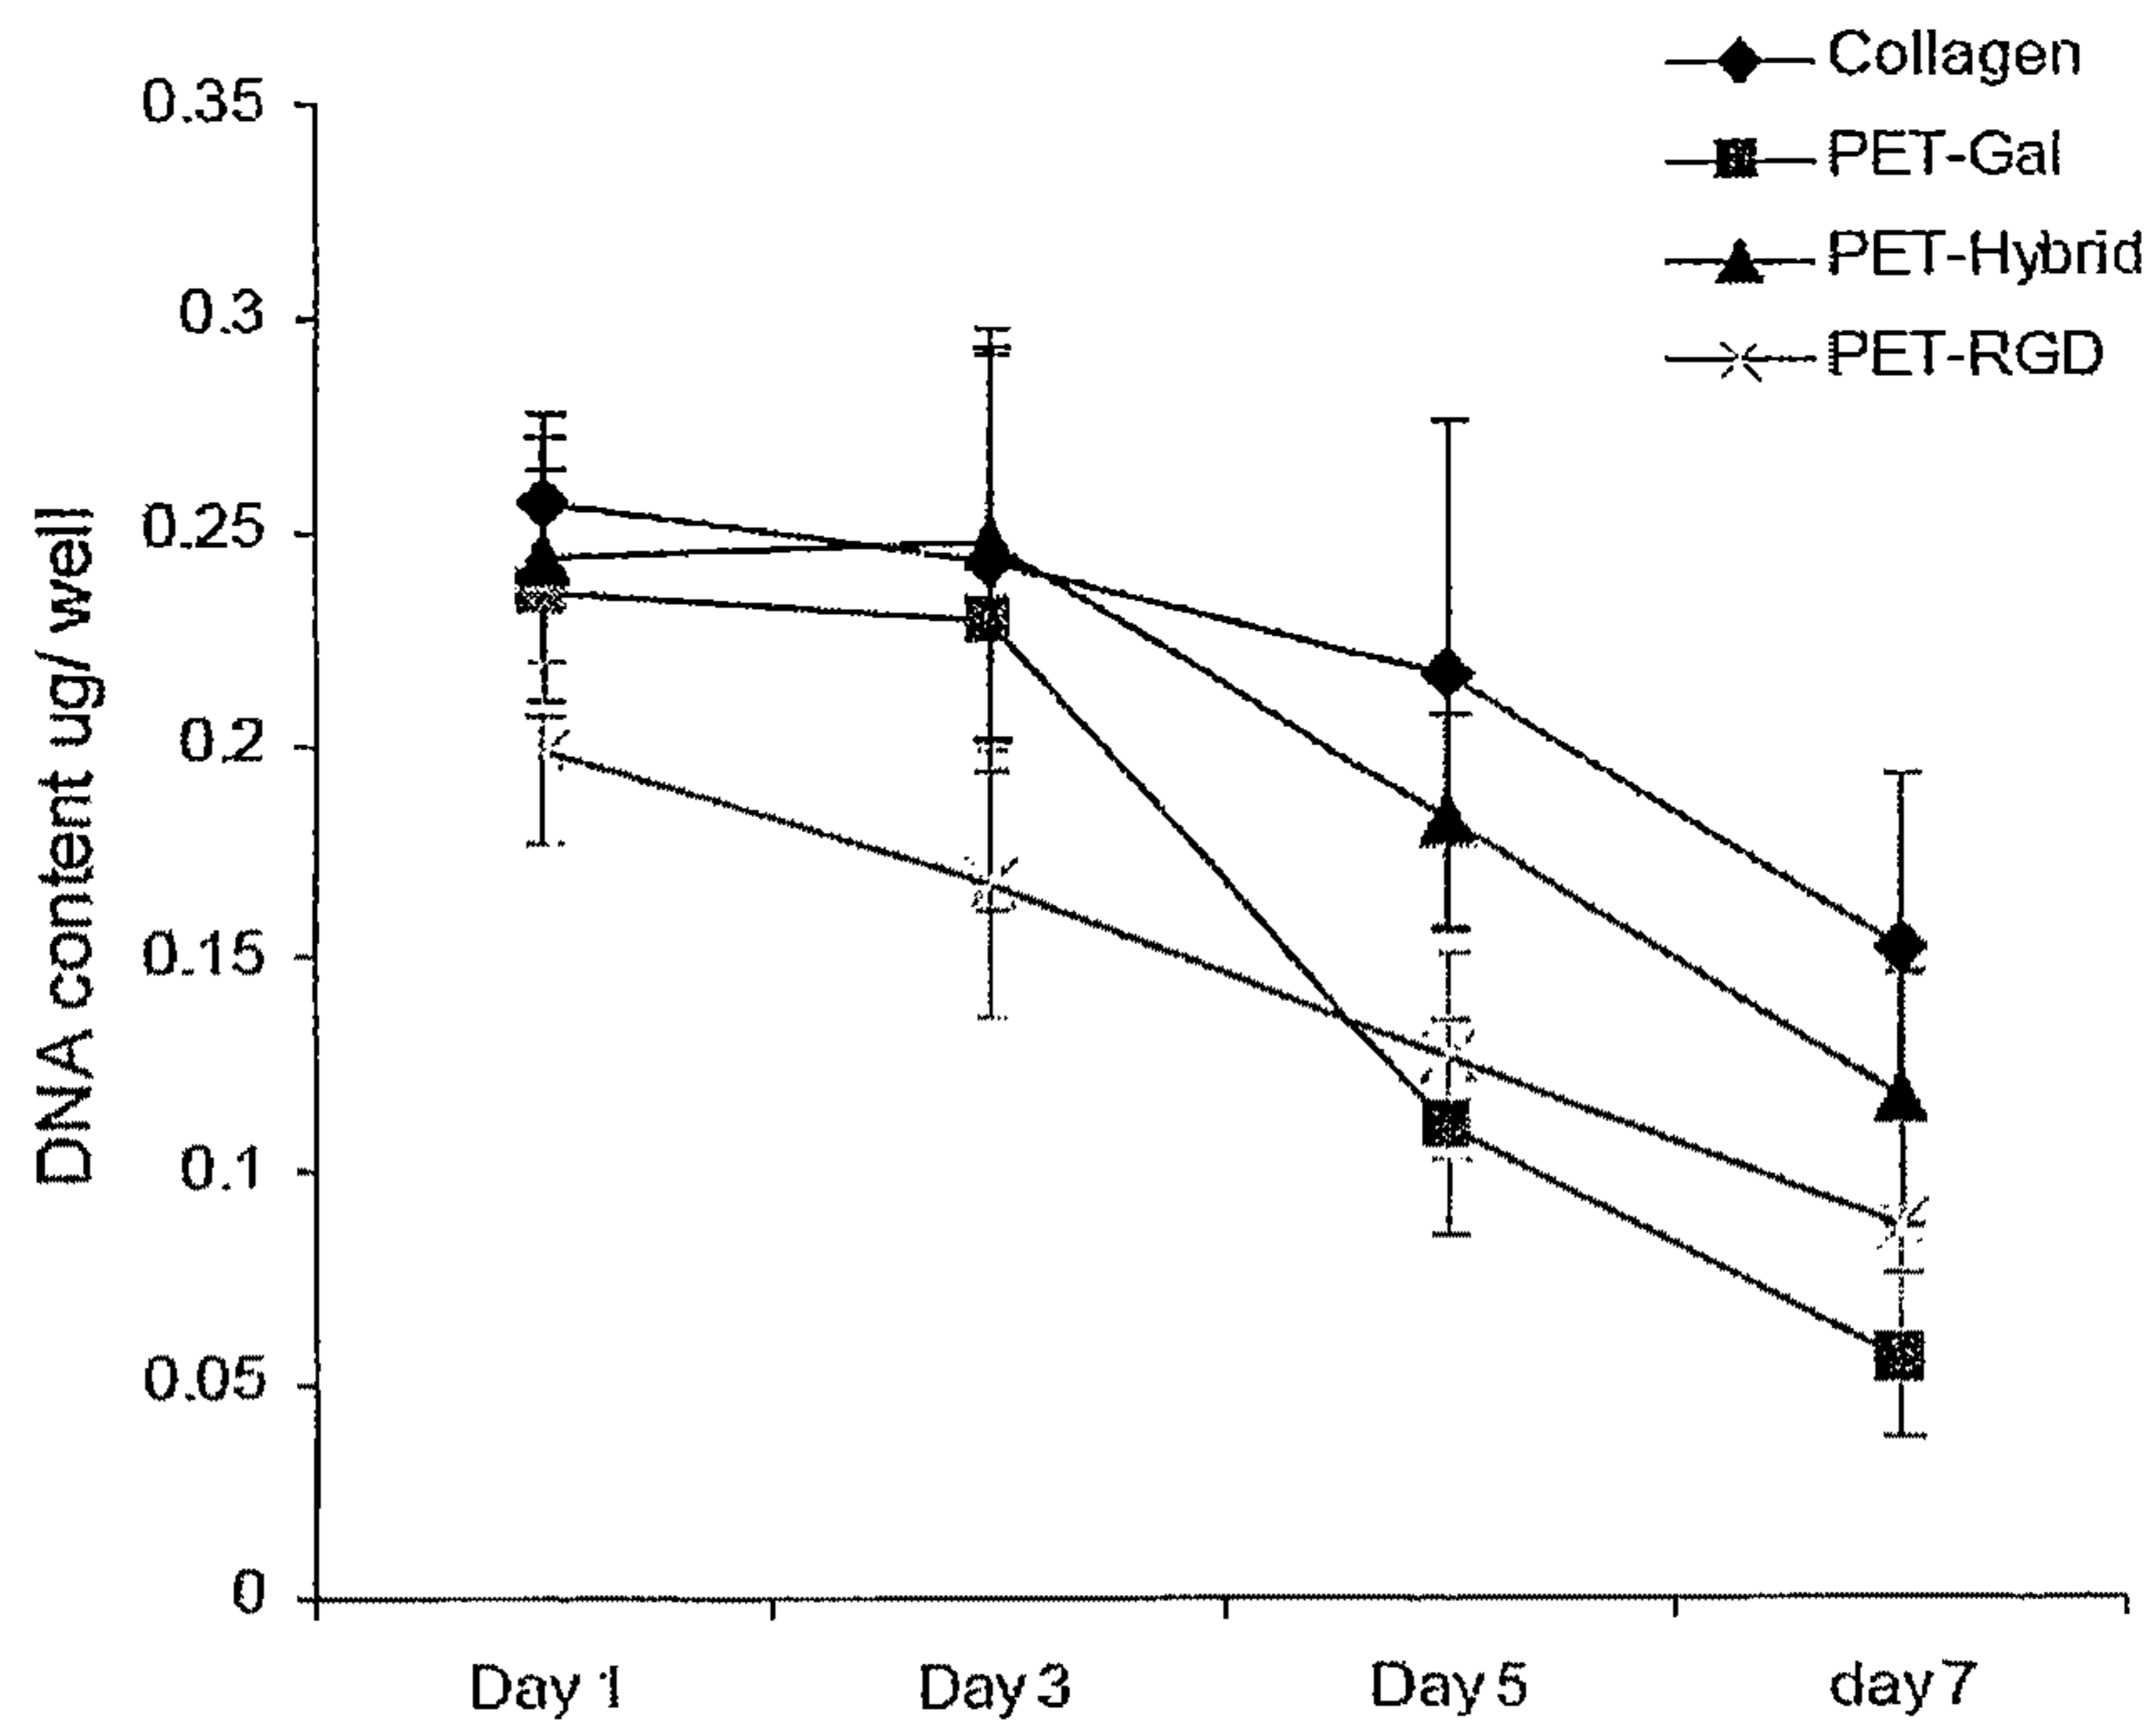 Collagen
PET-Gal
PET-Hybrid
PET-RGD
0.35
0.3
0.25
0.2
0.15
0.1
0.05
0
DNA content ug/ well
Day 1
Day 3
Day 5
day 7